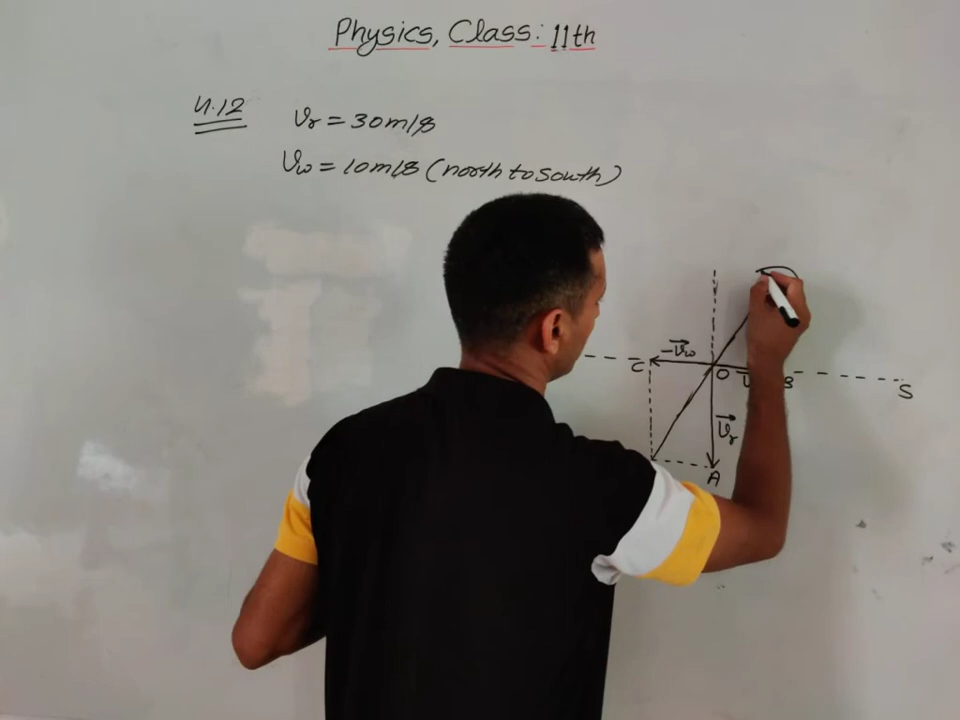 Physics, Class: 11th
4.12
Vr = 30m/s
Vw = 10m/s (north to south)
-Vw
C
O
S
Vr
A